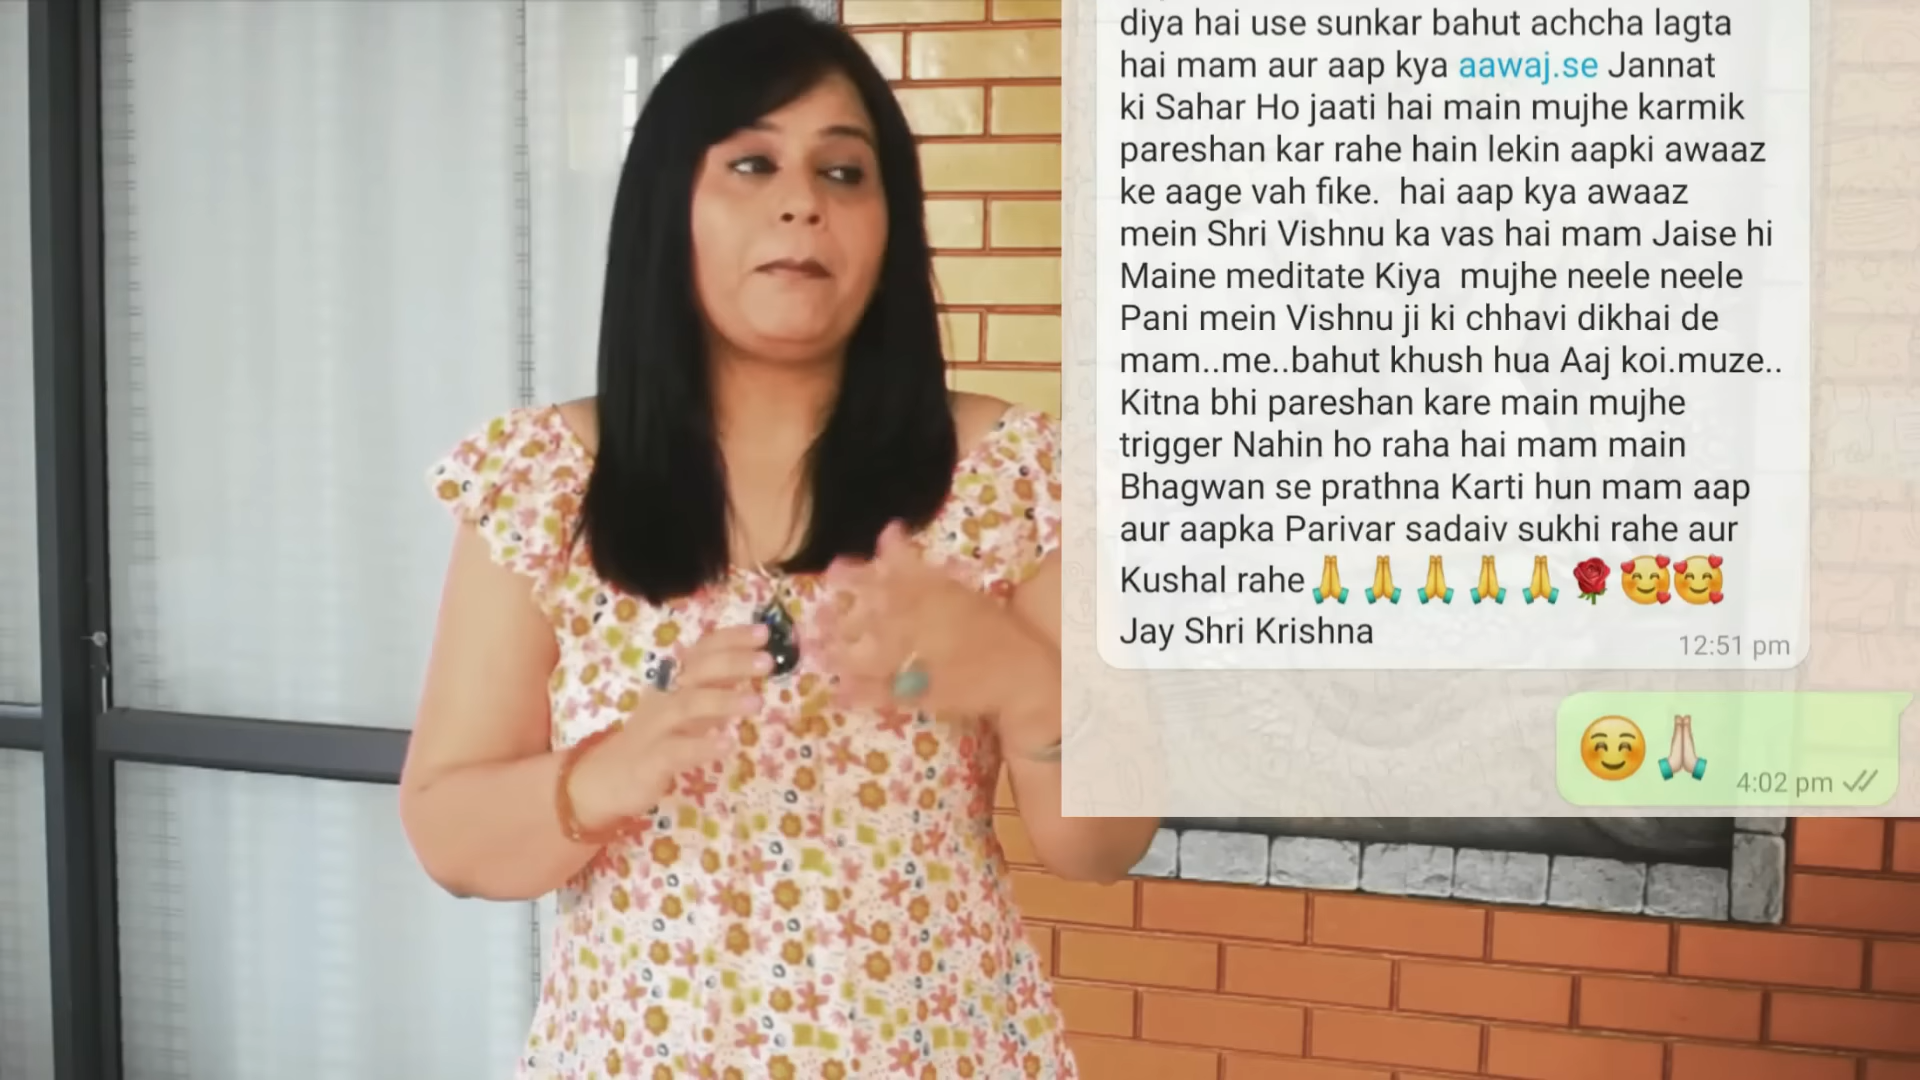 diya hai use sunkar bahut achcha lagta
hai mam aur aap kya aawaj.se Jannat
ki Sahar Ho jaati hai main mujhe karmik
pareshan kar rahe hain lekin aapki awaaz
ke aage vah fike.  hai aap kya awaaz
mein Shri Vishnu ka vas hai mam Jaise hi
Maine meditate Kiya  mujhe neele neele
Pani mein Vishnu ji ki chhavi dikhai de
mam..me..bahut khush hua Aaj koi.muze..
Kitna bhi pareshan kare main mujhe
trigger Nahin ho raha hai mam main
Bhagwan se prathna Karti hun mam aap
aur aapka Parivar sadaiv sukhi rahe aur
Kushal rahe🙏🙏🙏🙏🙏🌹🥰🥰
Jay Shri Krishna
12:51 pm
☺️🙏🏻
4:02 pm